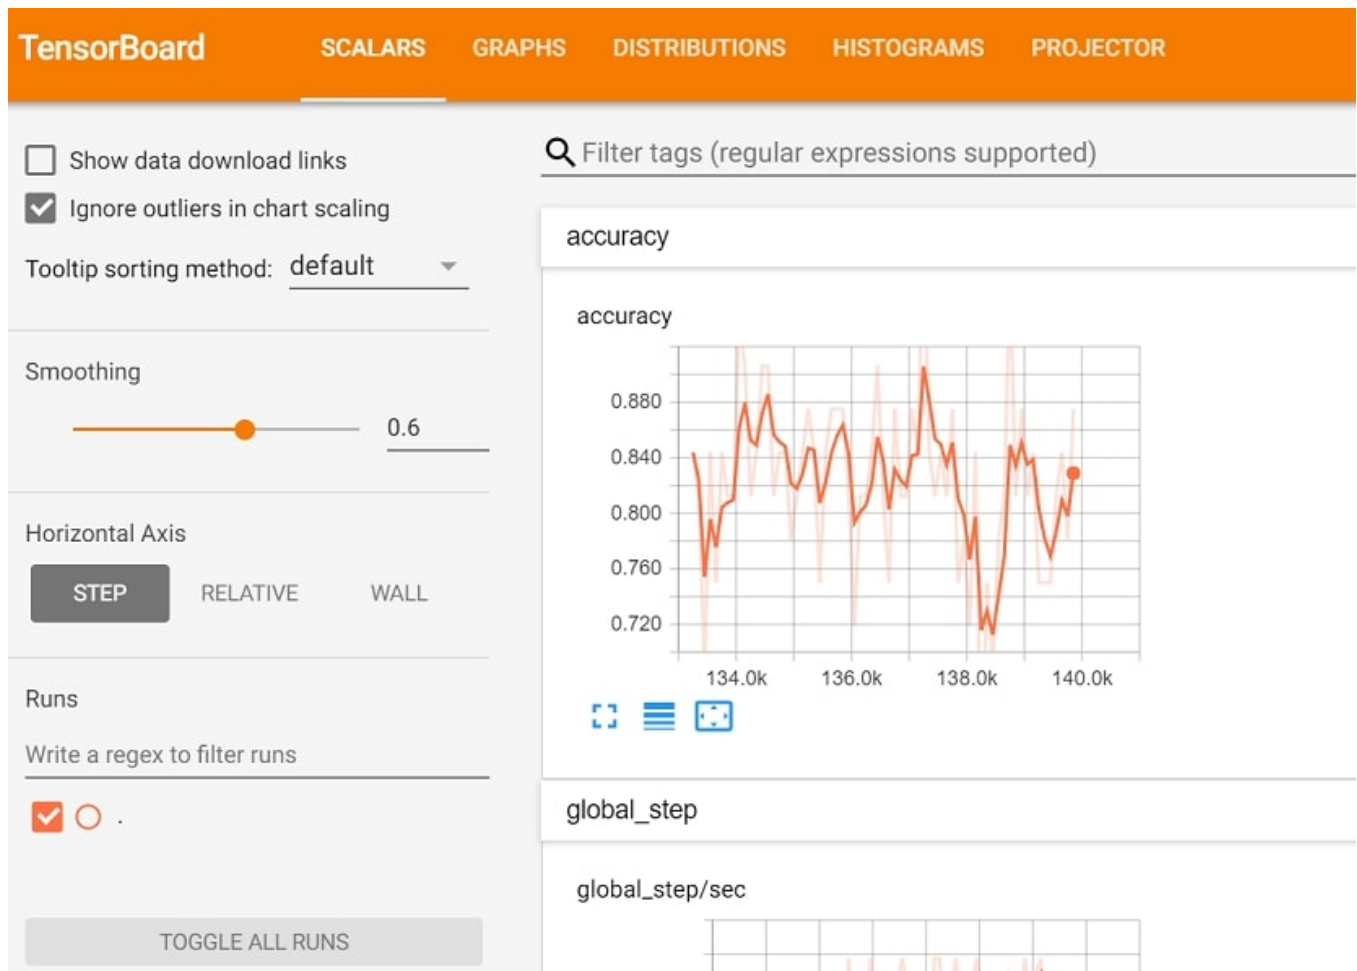 TensorBoard SCALARS GRAPHS DISTRIBUTIONS HISTOGRAMS PROJECTOR
Show data download links
Ignore outliers in chart scaling
Tooltip sorting method: default
Smoothing
0.6
Horizontal Axis
STEP RELATIVE WALL
Runs
Write a regex to filter runs
.
TOGGLE ALL RUNS
Filter tags (regular expressions supported)
accuracy
accuracy
0.880
0.840
0.800
0.760
0.720
134.0k 136.0k 138.0k 140.0k
global_step
global_step/sec